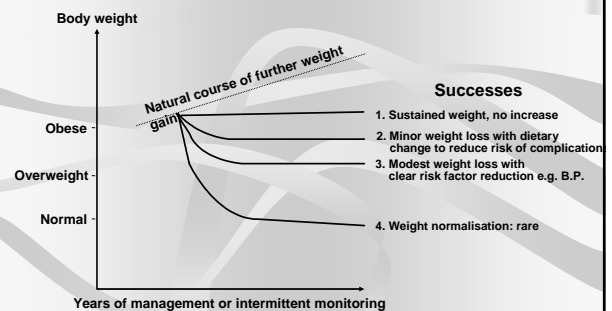 Body weight
Natural course of further weight
gain
Successes
1. Sustained weight, no increase
Obese
2. Minor weight loss with dietary
change to reduce risk of complications
3. Modest weight loss with
clear risk factor reduction e.g. B.P.
Overweight
Normal
4. Weight normalisation: rare
Years of management or intermittent monitoring